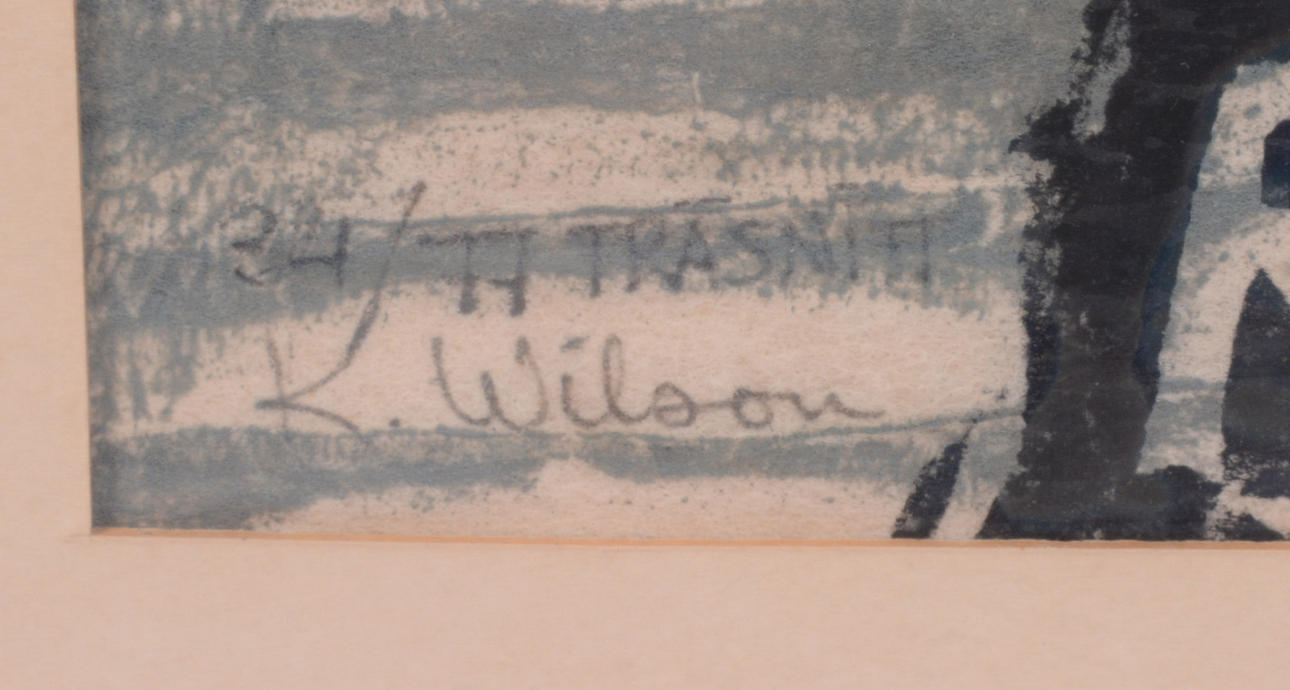 34/77 TRÄSNITT
K. Wilson